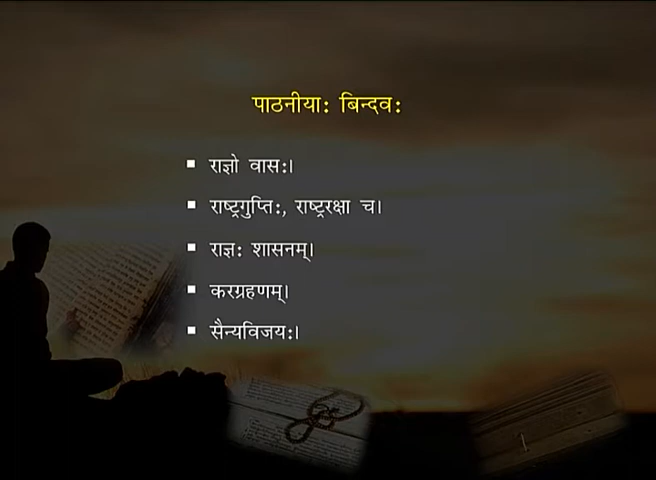 पाठनीया: बिन्दव:
▪ राज्ञो वास:।
▪ राष्ट्रगुप्ति:, राष्ट्ररक्षा च।
▪ राज्ञ: शासनम्।
▪ करग्रहणम्।
▪ सैन्यविजय:।